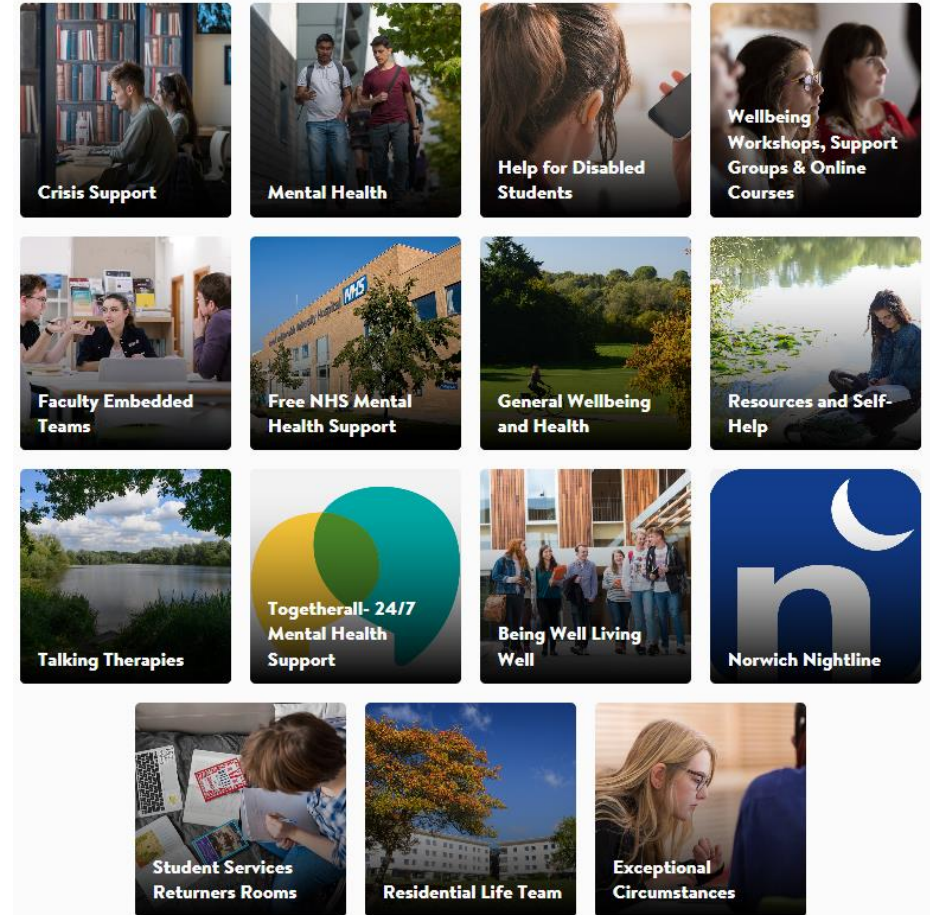 Crisis Support
Mental Health
Help for Disabled
Students
Wellbeing
Workshops, Support
Groups & Online
Courses
Faculty Embedded
Teams
NHS
Free NHS Mental
Health Support
General Wellbeing
and Health
Resources and Self-
Help
Talking Therapies
Togetherall- 24/7
Mental Health
Support
Being Well Living
Well
n
Norwich Nightline
Student Services
Returners Rooms
Residential Life Team
Exceptional
Circumstances